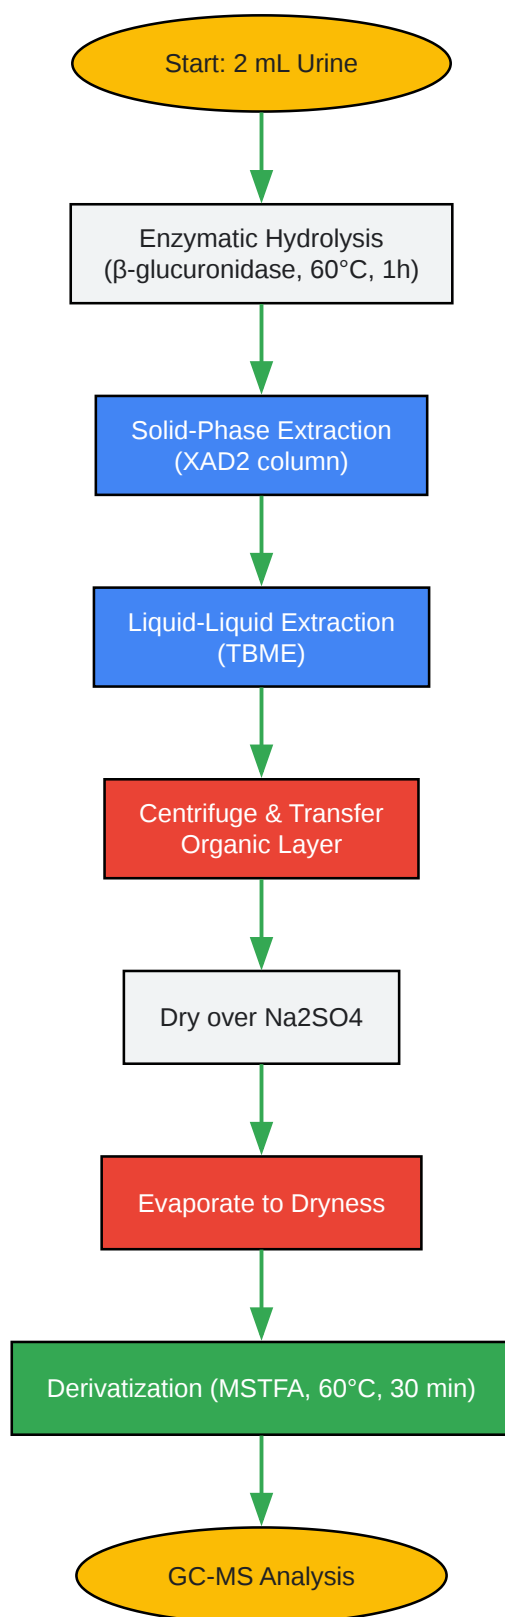 Start: 2 mL Urine
Enzymatic Hydrolysis
(β-glucuronidase, 60°C, 1h)
Solid-Phase Extraction
(XAD2 column)
Liquid-Liquid Extraction
(TBME)
Centrifuge & Transfer
Organic Layer
Dry over Na2SO4
Evaporate to Dryness
Derivatization (MSTFA, 60°C, 30 min)
GC-MS Analysis